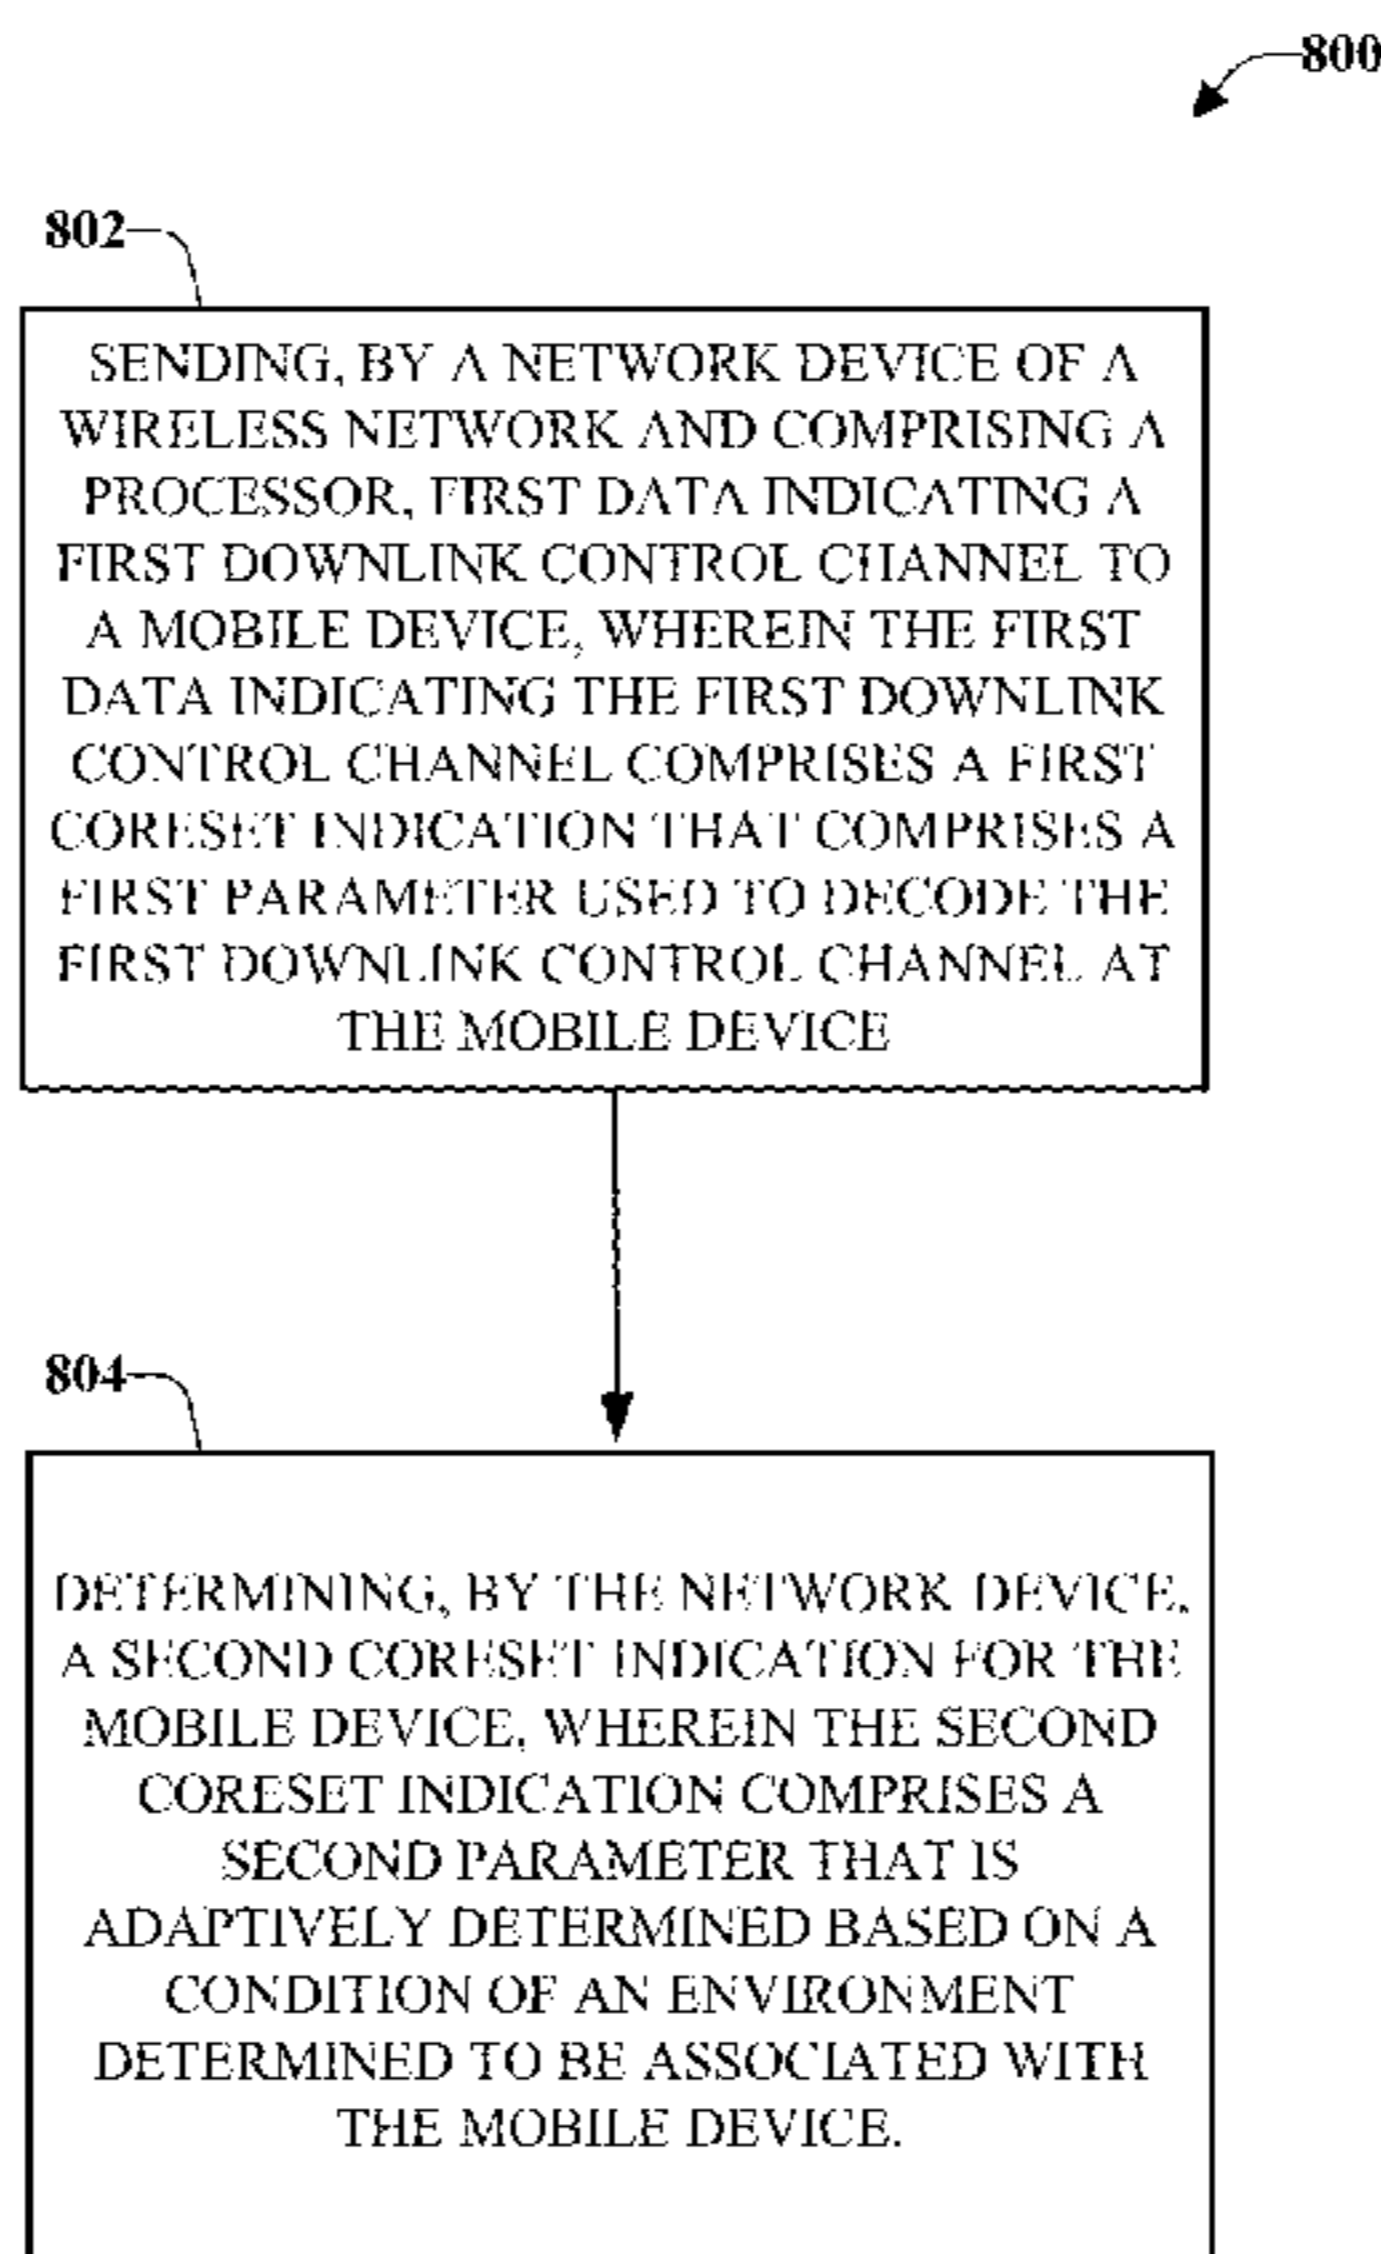 800
802
SENDING, BY A NETWORK DEVICE OF A
WIRELESS NETWORK AND COMPRISING A
PROCESSOR, FIRST DATA INDICATING A
FIRST DOWNLINK CONTROL CHANNEL TO
A MOBILE DEVICE, WHEREIN THE FIRST
DATA INDICATING THE FIRST DOWNLINK
CONTROL CHANNEL COMPRISES A FIRST
CORESET INDICATION THAT COMPRISES A
FIRST PARAMETER USED TO DECODE THE
FIRST DOWNLINK CONTROL CHANNEL AT
THE MOBILE DEVICE
804
DETERMINING, BY THE NETWORK DEVICE,
A SECOND CORESET INDICATION FOR THE
MOBILE DEVICE, WHEREIN THE SECOND
CORESET INDICATION COMPRISES A
SECOND PARAMETER THAT IS
ADAPTIVELY DETERMINED BASED ON A
CONDITION OF AN ENVIRONMENT
DETERMINED TO BE ASSOCIATED WITH
THE MOBILE DEVICE.